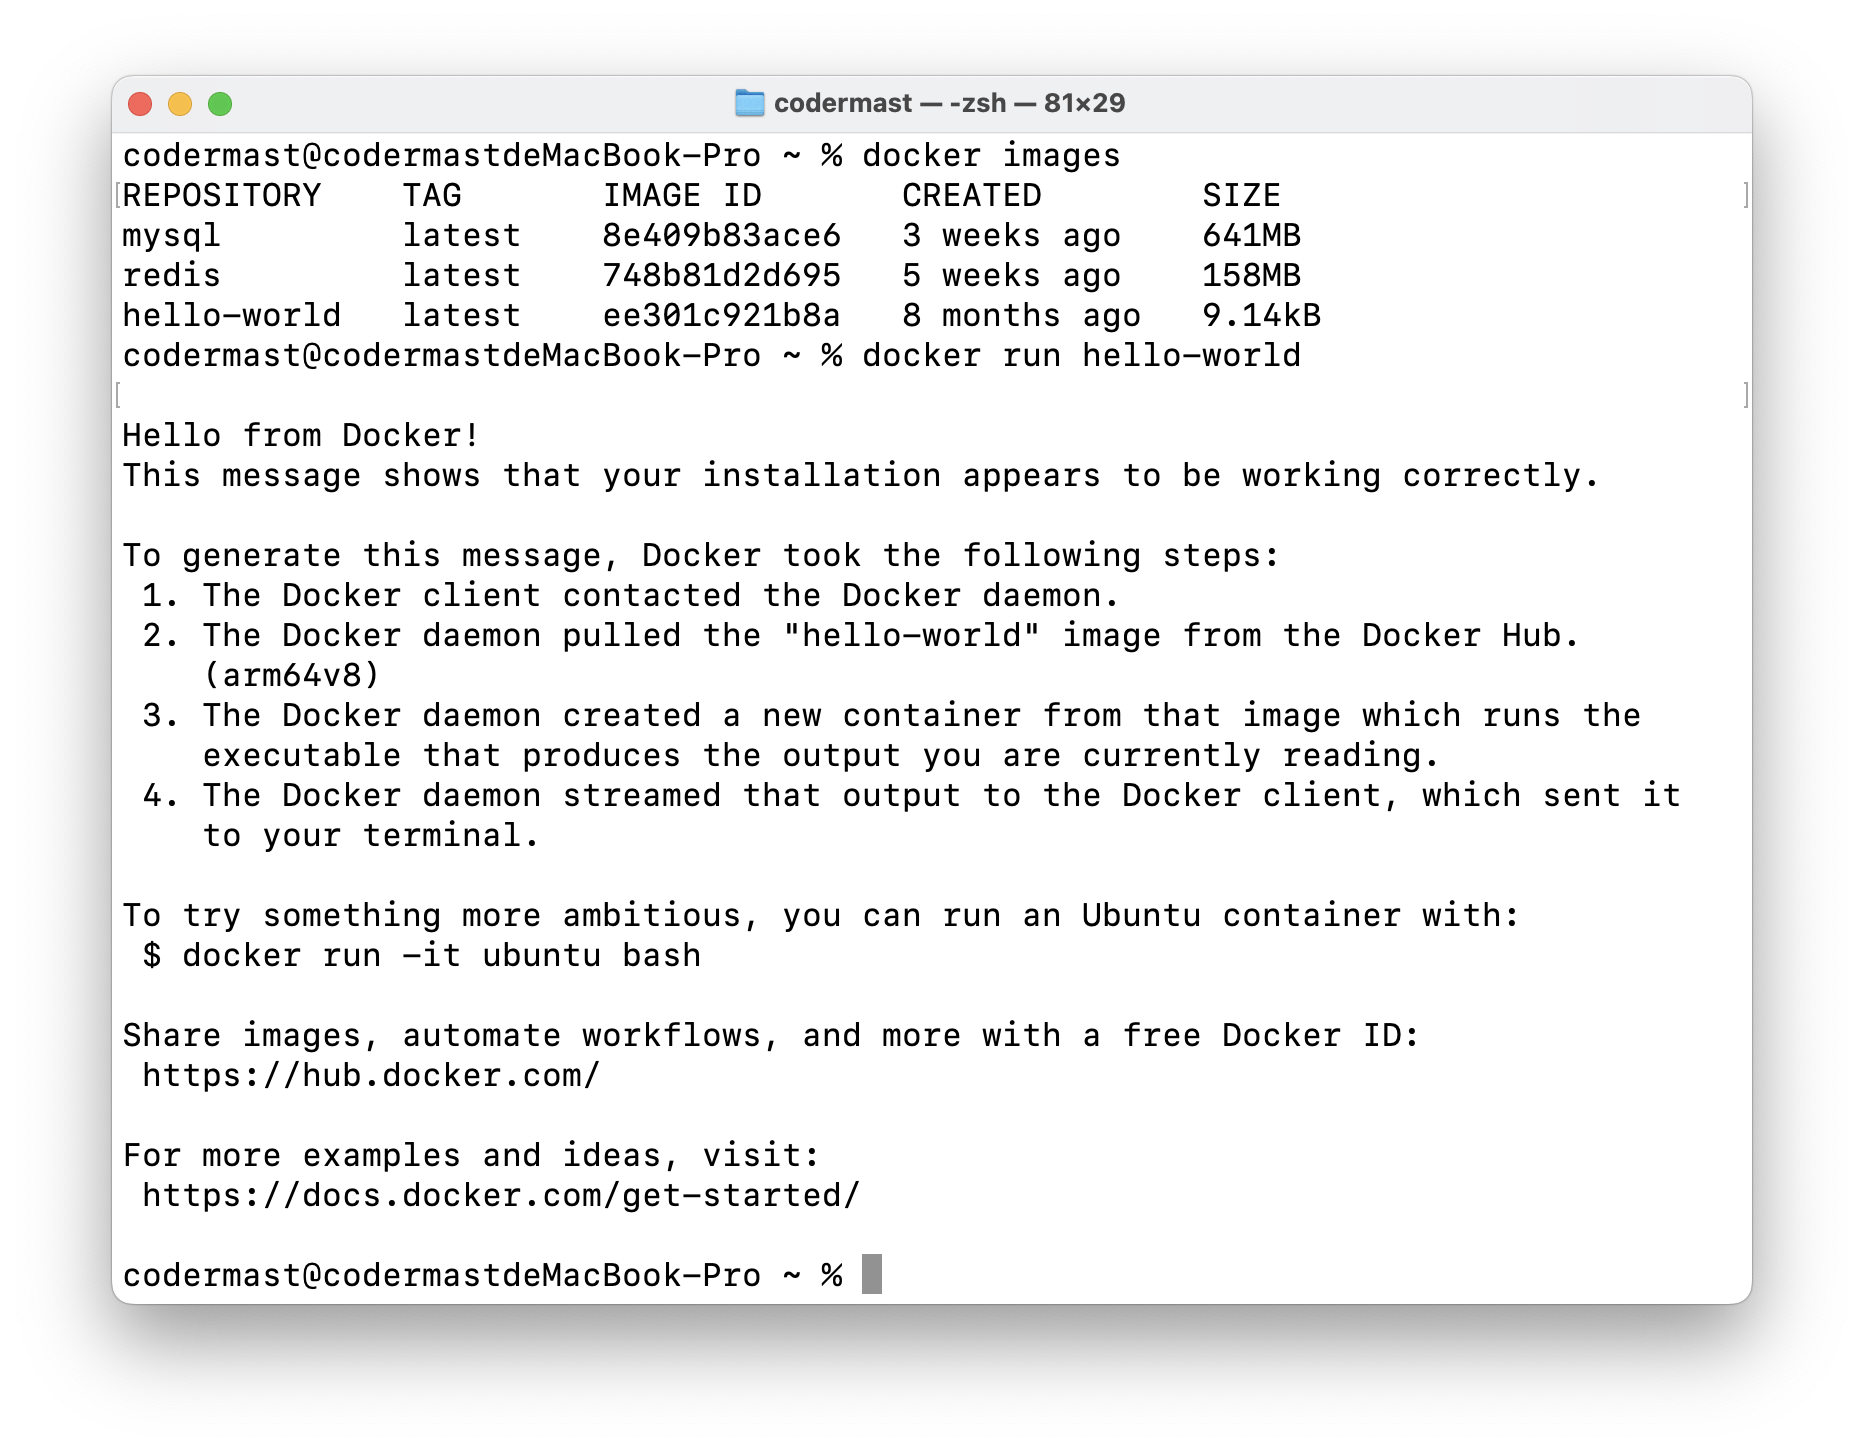 codermast — -zsh — 81×29
codermast@codermastdeMacBook-Pro ~ % docker images
[REPOSITORY    TAG       IMAGE ID       CREATED        SIZE                       ]
mysql         latest    8e409b83ace6   3 weeks ago    641MB
redis         latest    748b81d2d695   5 weeks ago    158MB
hello-world   latest    ee301c921b8a   8 months ago   9.14kB
codermast@codermastdeMacBook-Pro ~ % docker run hello-world
[                                                                                 ]
Hello from Docker!
This message shows that your installation appears to be working correctly.

To generate this message, Docker took the following steps:
 1. The Docker client contacted the Docker daemon.
 2. The Docker daemon pulled the "hello-world" image from the Docker Hub.
    (arm64v8)
 3. The Docker daemon created a new container from that image which runs the
    executable that produces the output you are currently reading.
 4. The Docker daemon streamed that output to the Docker client, which sent it
    to your terminal.

To try something more ambitious, you can run an Ubuntu container with:
 $ docker run -it ubuntu bash

Share images, automate workflows, and more with a free Docker ID:
 https://hub.docker.com/

For more examples and ideas, visit:
 https://docs.docker.com/get-started/

codermast@codermastdeMacBook-Pro ~ %